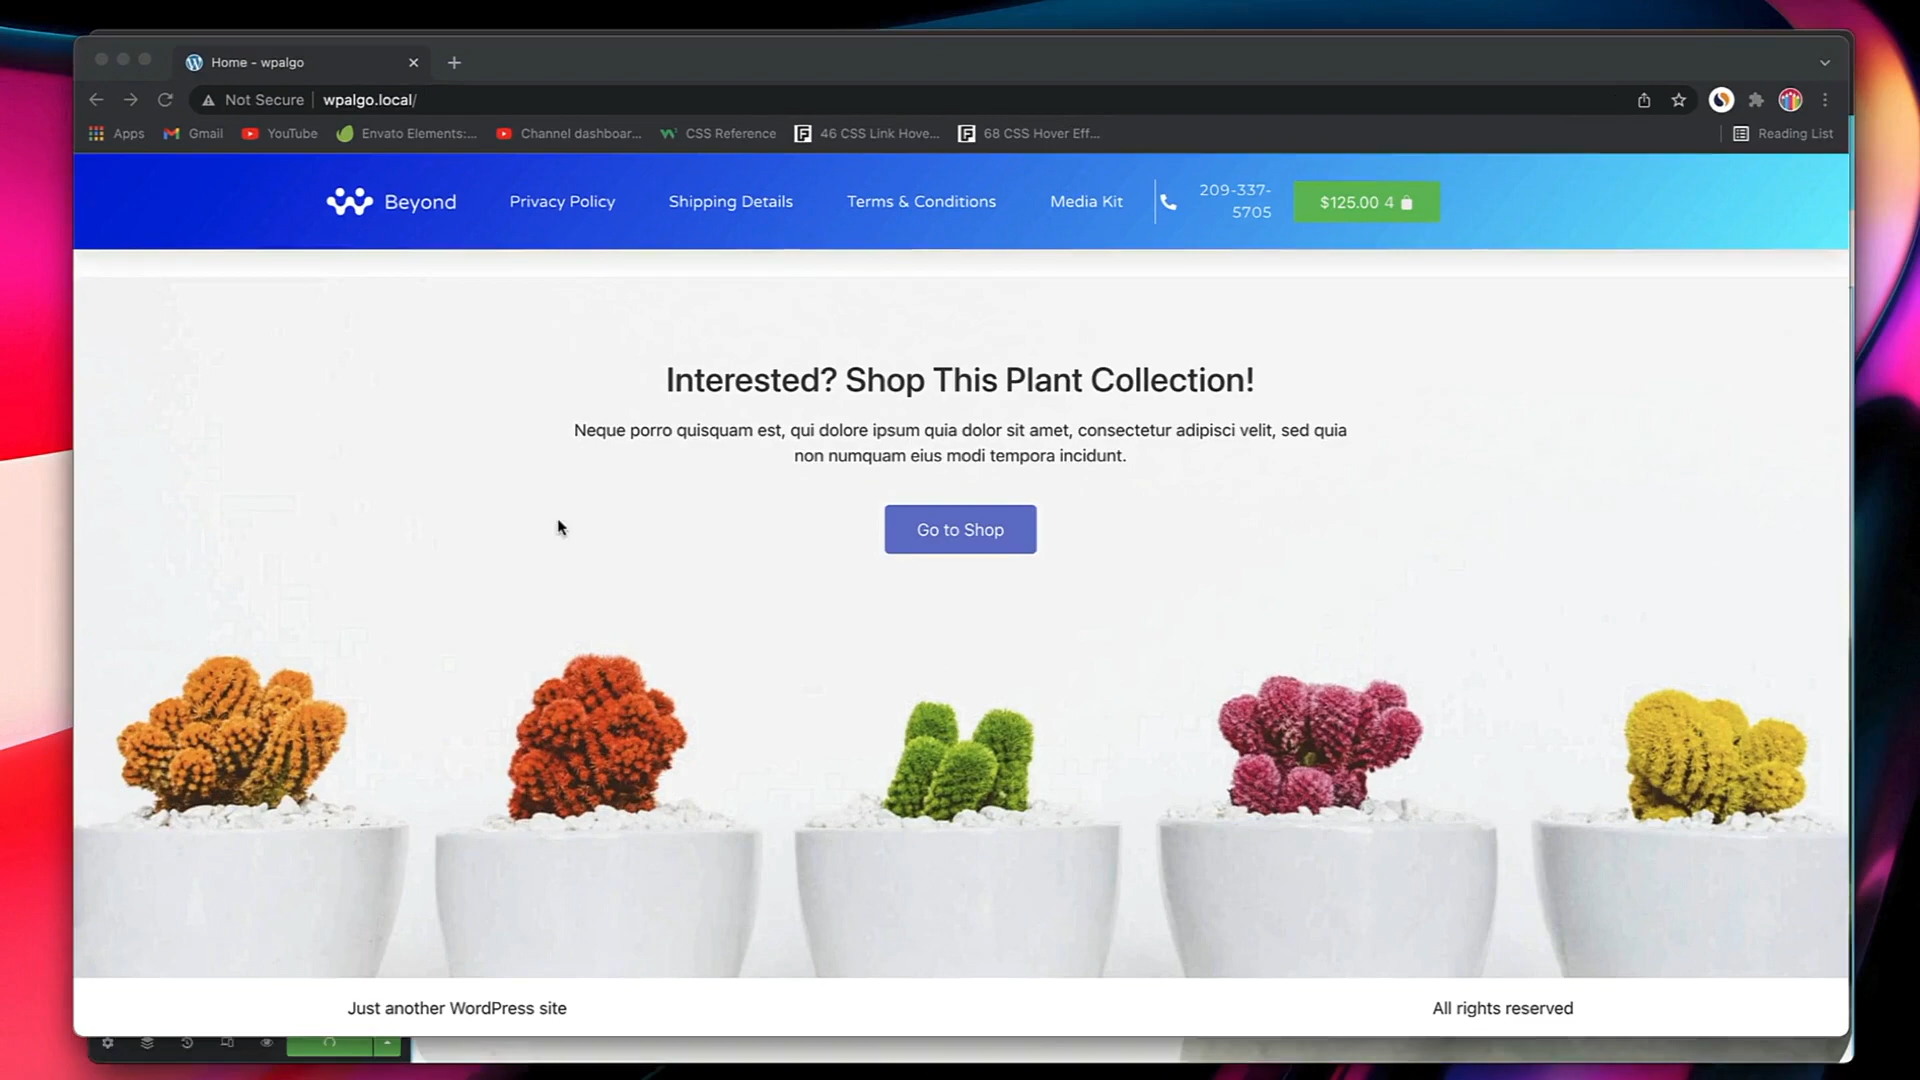 Home - wpalgo
Not Secure
wpalgo.local/
Apps
Gmail
YouTube
Envato Elements:...
Channel dashboar...
CSS Reference
46 CSS Link Hove...
68 CSS Hover Eff...
Reading List
Beyond
Privacy Policy
Shipping Details
Terms & Conditions
Media Kit
209-337-
5705
$125.00 4
Interested? Shop This Plant Collection!
Neque porro quisquam est, qui dolore ipsum quia dolor sit amet, consectetur adipisci velit, sed quia
non numquam eius modi tempora incidunt.
Go to Shop
Just another WordPress site
All rights reserved